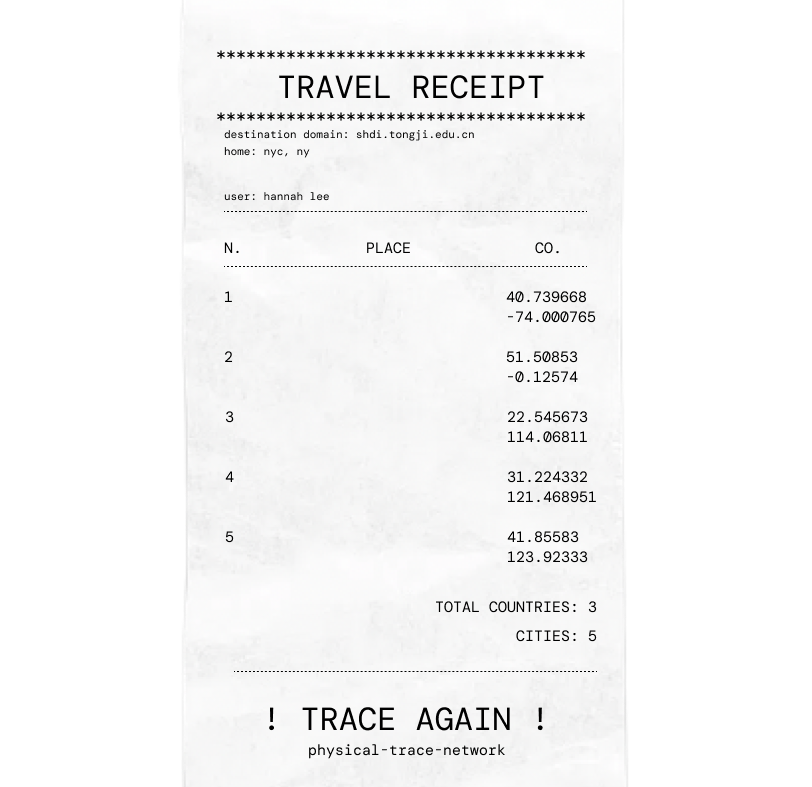 *************************************
TRAVEL RECEIPT
*************************************
destination domain: shdi.tongji.edu.cn
home: nyc, ny
user: hannah lee
N. PLACE CO.
1 40.739668
-74.000765
2 51.50853
-0.12574
3 22.545673
114.06811
4 31.224332
121.468951
5 41.85583
123.92333
TOTAL COUNTRIES: 3
CITIES: 5
! TRACE AGAIN !
physical-trace-network